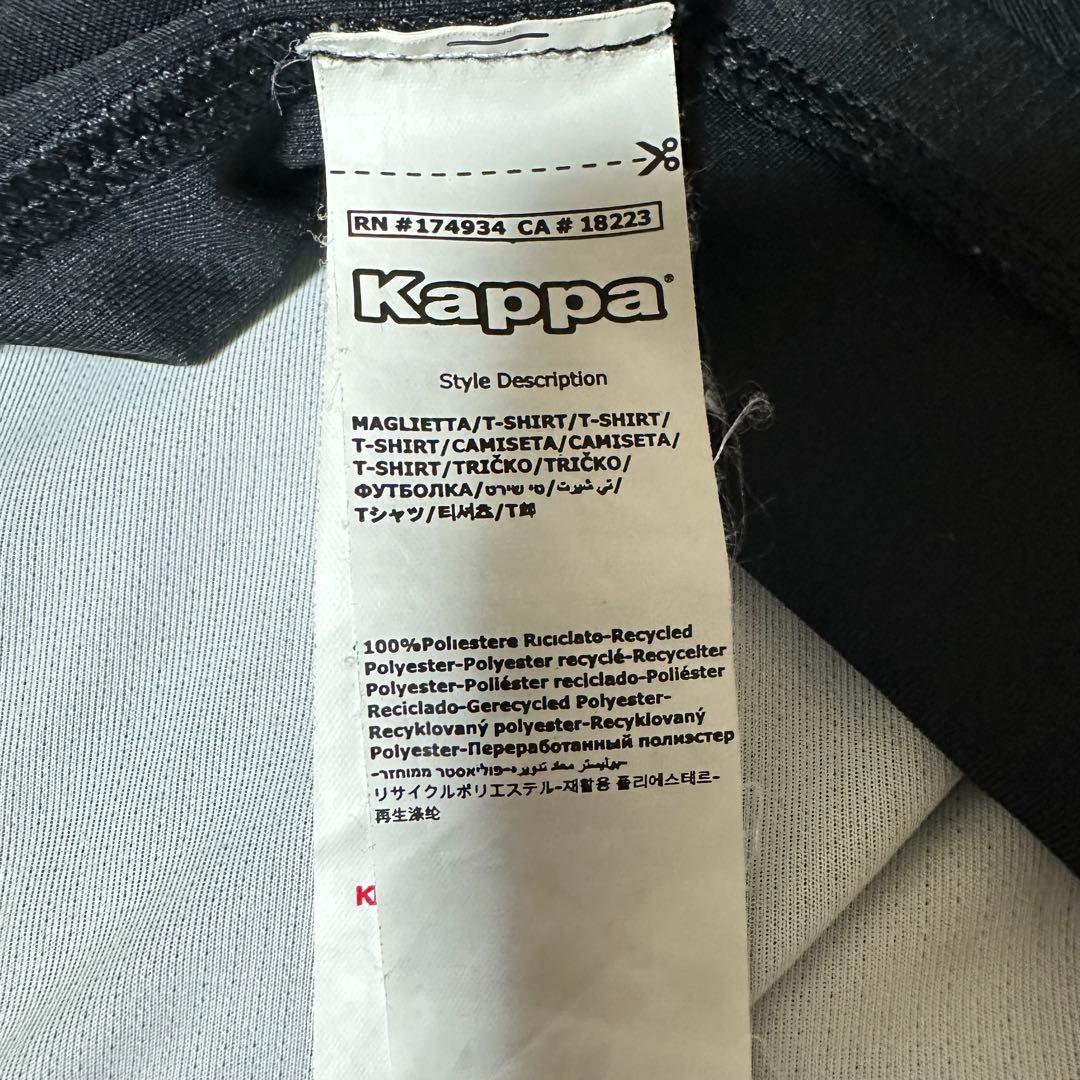 RN #174934 CA # 18223
Kappa®
Style Description
MAGLIETTA/T-SHIRT/T-SHIRT/
T-SHIRT/CAMISETA/CAMISETA/
T-SHIRT/TRIČKO/TRIČKO/
ФУТБОЛКА/טי שירט/تي شيرت/
Tシャツ/티셔츠/T恤
100%Poliestere Riciclato-Recycled
Polyester-Polyester recyclé-Recycelter
Polyester-Poliéster reciclado-Poliéster
Reciclado-Gerecycled Polyester-
Recyklovaný polyester-Recyklovaný
Polyester-Переработанный полиэстер
-פוליאסטר ממוחזר-
リサイクルポリエステル-재활용 폴리에스테르-
再生涤纶
K